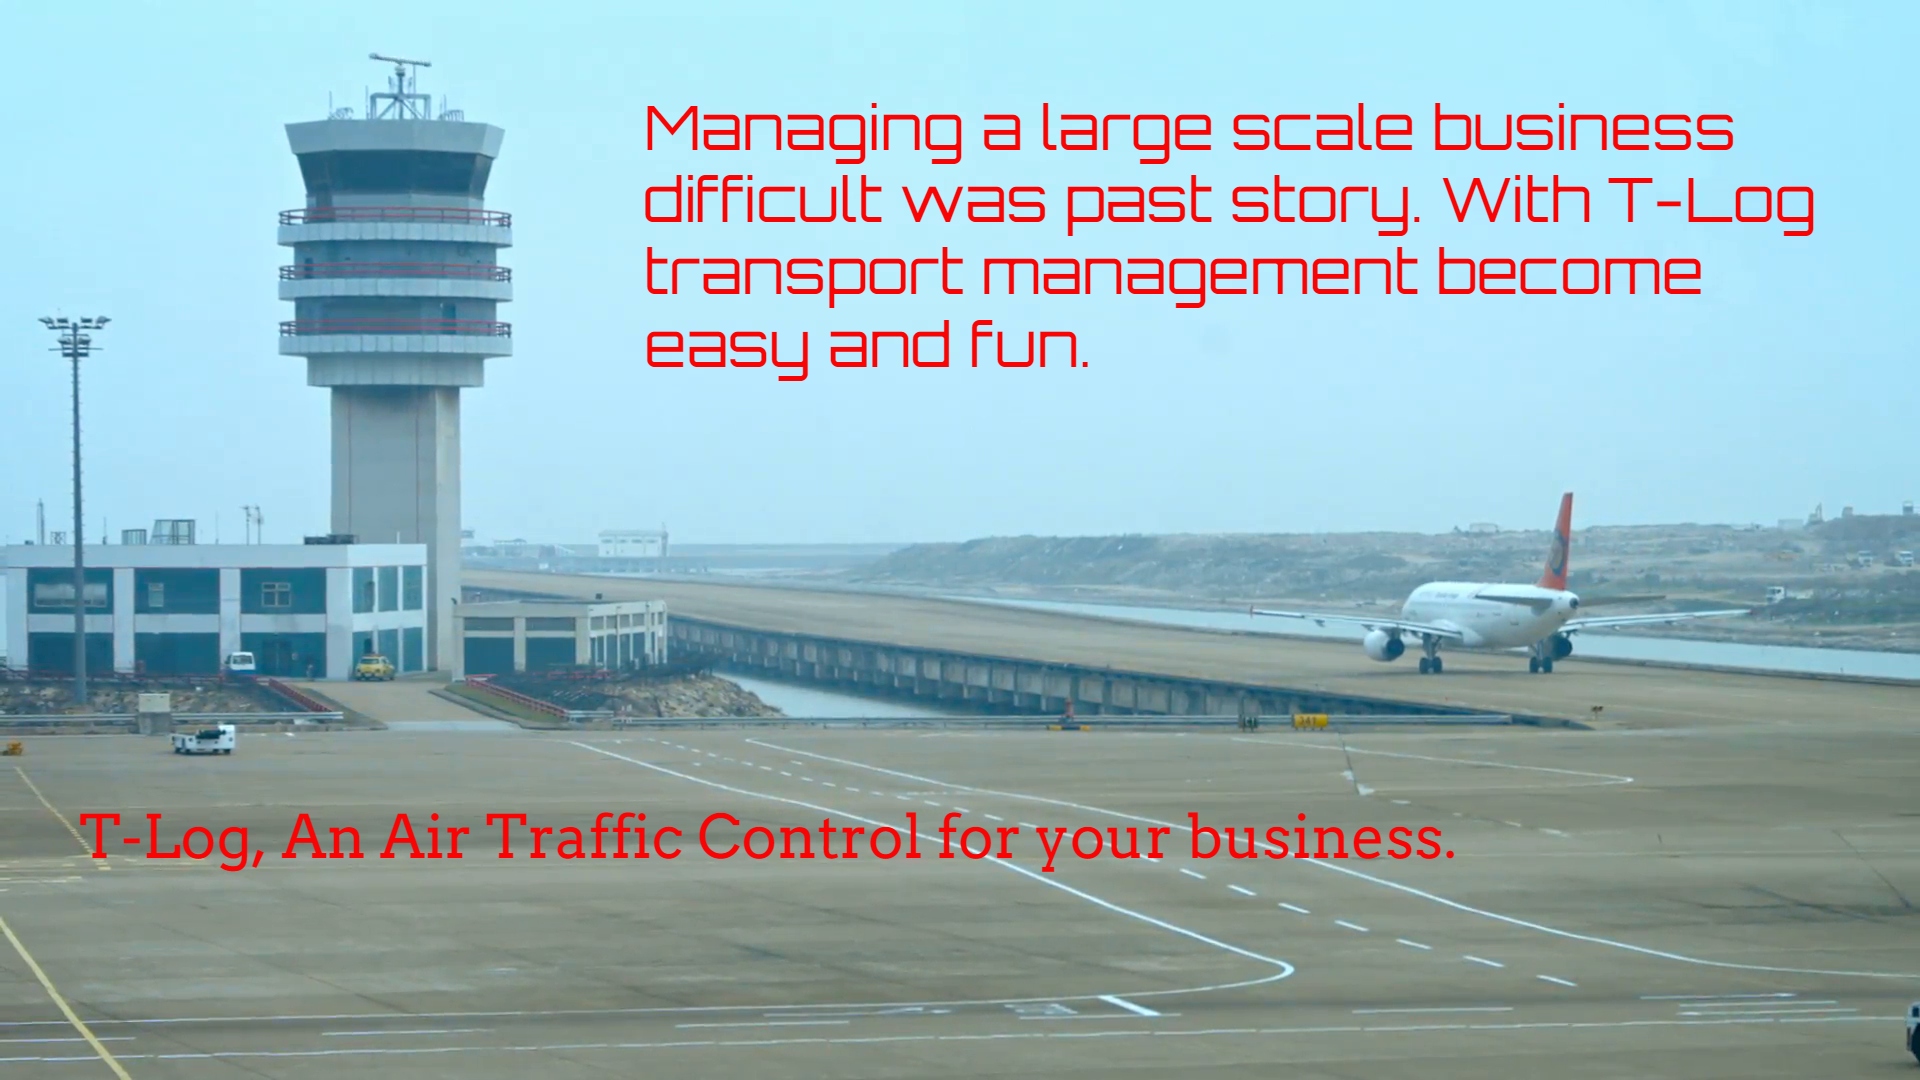 Managing a large scale business
difficult was past story. With T-Log
transport management become
easy and fun.
T-Log, An Air Traffic Control for your business.